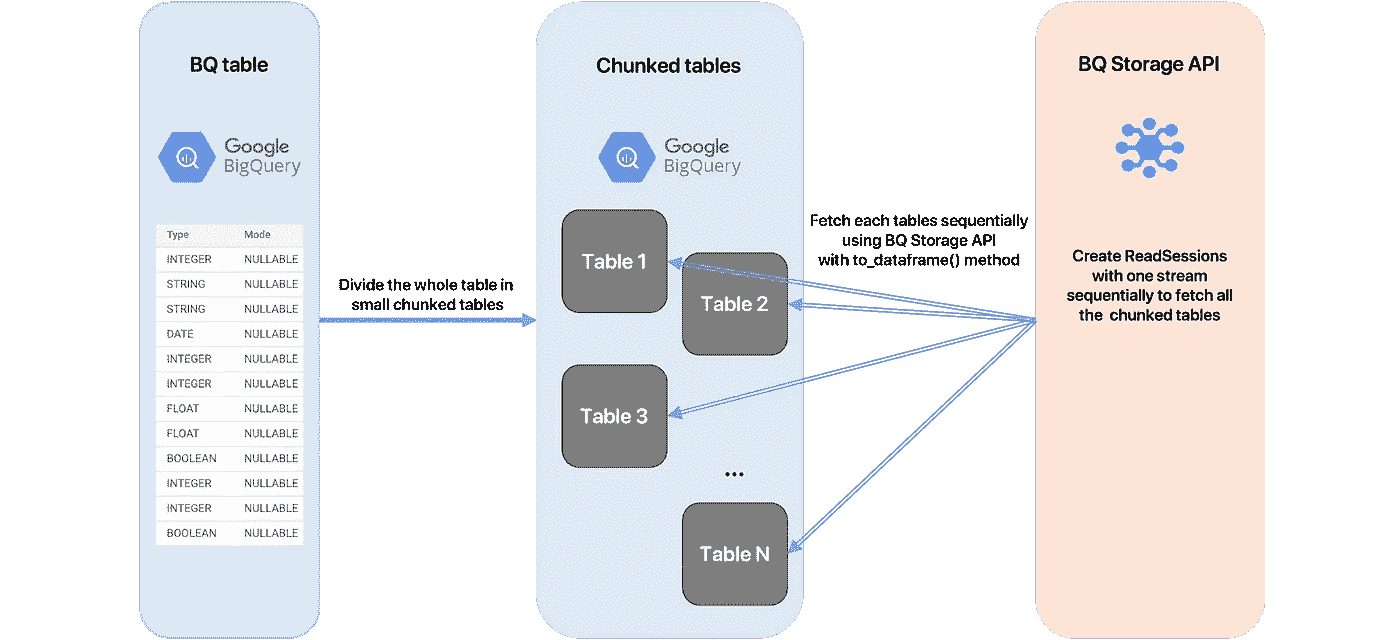 BQ table
Google
BigQuery
Type Mode
INTEGER NULLABLE
STRING NULLABLE
STRING NULLABLE
DATE NULLABLE
INTEGER NULLABLE
INTEGER NULLABLE
FLOAT NULLABLE
FLOAT NULLABLE
BOOLEAN NULLABLE
INTEGER NULLABLE
INTEGER NULLABLE
BOOLEAN NULLABLE
Divide the whole table in
small chunked tables
Chunked tables
Google
BigQuery
Table 1
Table 2
Table 3
...
Table N
Fetch each tables sequentially
using BQ Storage API
with to_dataframe() method
BQ Storage API
Create ReadSessions
with one stream
sequentially to fetch all
the chunked tables